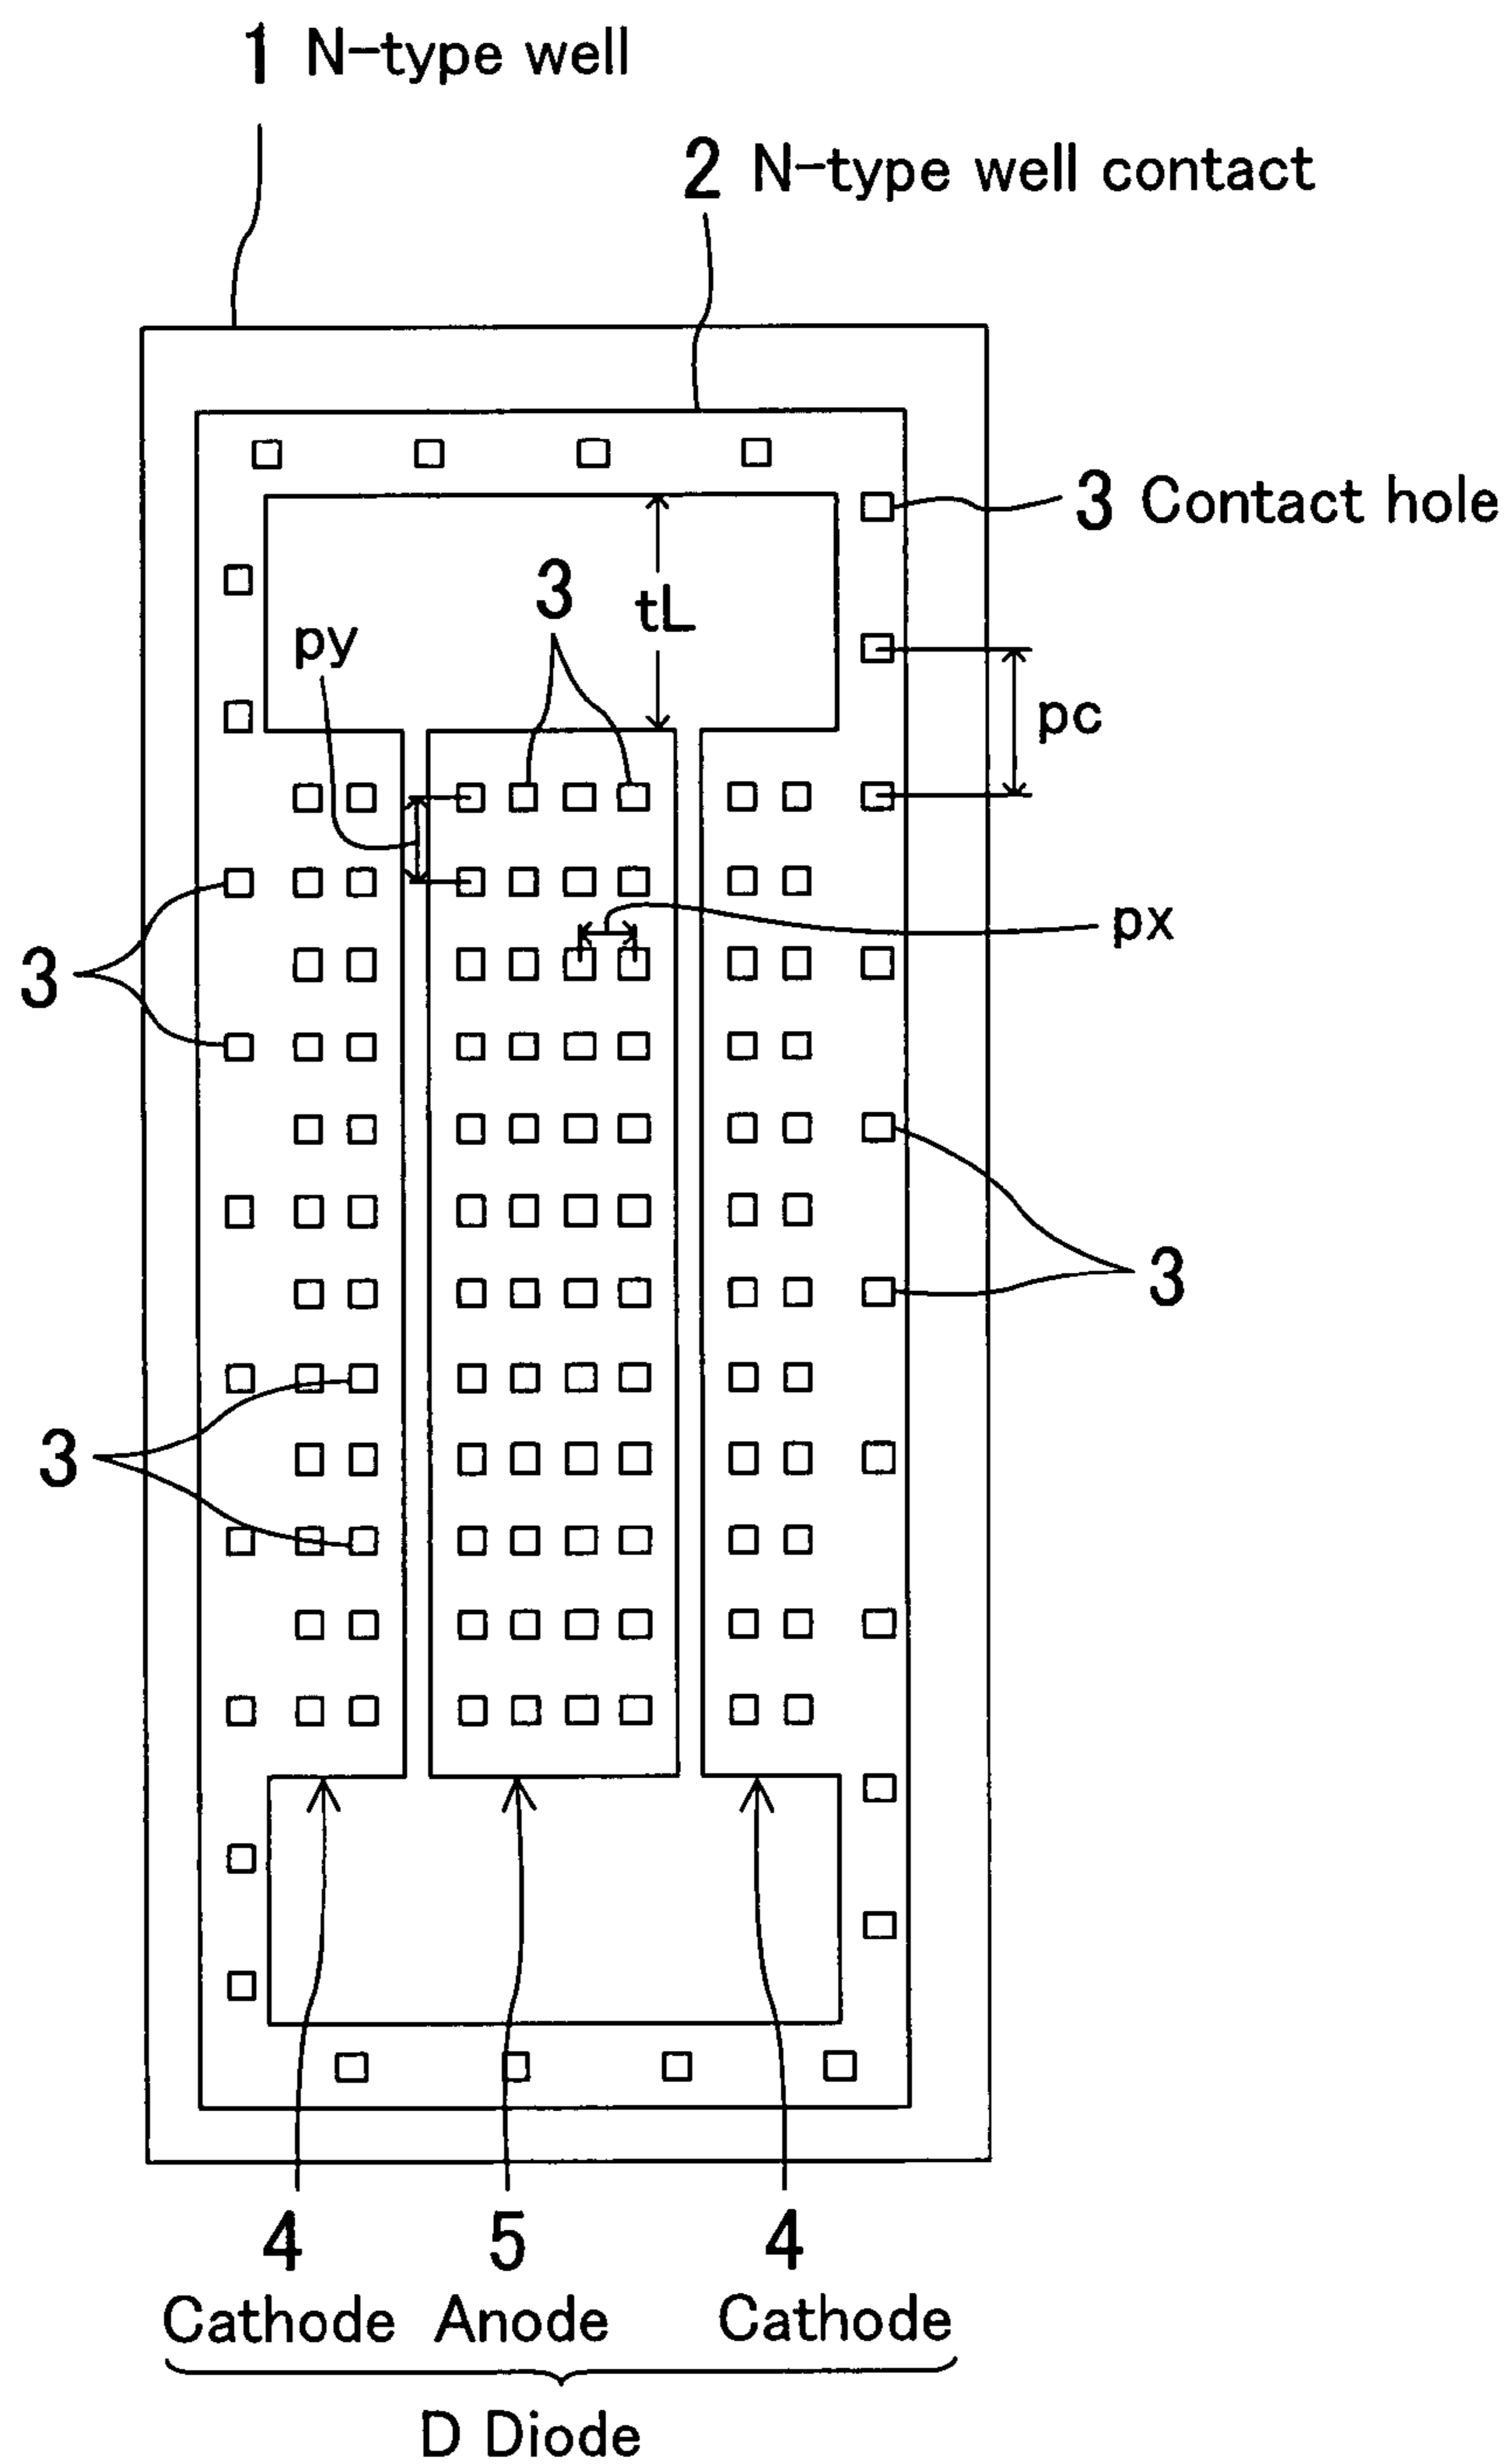 1 N-type well
2 N-type well contact
3 Contact hole
3
tL
py
pc
px
3
3
3
4 5 4
Cathode Anode Cathode
D Diode